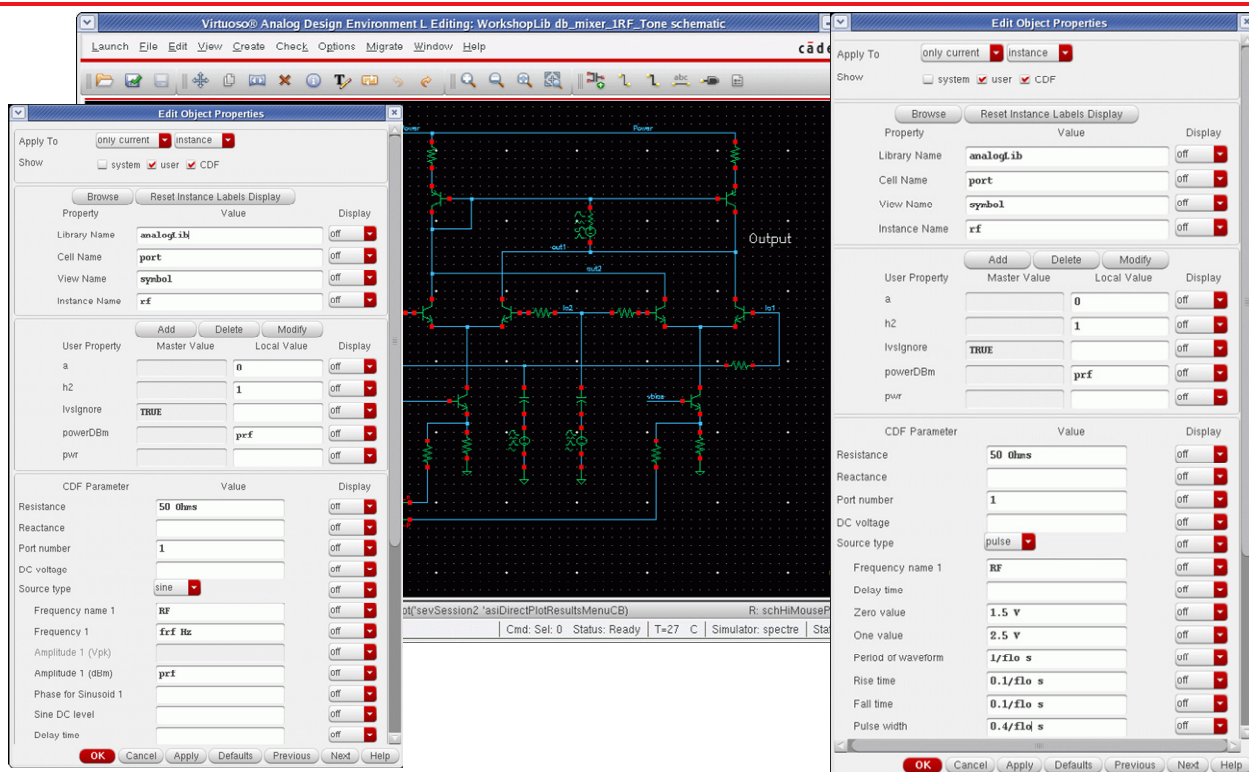 Virtuoso® Analog Design Environment L Editing: WorkshopLib db_mixer_1RF_Tone schematic
Launch File Edit View Create Check Options Migrate Window Help
abc
Power
Power
out1
Output
out2
lo2
lo1
vbias
R: schHiMouseP
Cmd: Sel: 0 Status: Ready T=27 C Simulator: spectre
Edit Object Properties
Apply To only current instance
Show system user CDF
Browse Reset Instance Labels Display
Property Value Display
Library Name analogLib off
Cell Name port off
View Name symbol off
Instance Name rf off
Add Delete Modify
User Property Master Value Local Value Display
a 0 off
h2 1 off
lvsIgnore TRUE off
powerDBm prf off
pwr off
CDF Parameter Value Display
Resistance 50 Ohms off
Reactance off
Port number 1 off
DC voltage off
Source type sine off
Frequency name 1 RF off
Frequency 1 frf Hz off
Amplitude 1 (Vpk) off
Amplitude 1 (dBm) prf off
Phase for Sinusoid 1 off
Sine DC level off
Delay time off
OK Cancel Apply Defaults Previous Next Help
Edit Object Properties
Apply To only current instance
Show system user CDF
Browse Reset Instance Labels Display
Property Value Display
Library Name analogLib off
Cell Name port off
View Name symbol off
Instance Name rf off
Add Delete Modify
User Property Master Value Local Value Display
a 0 off
h2 1 off
lvsIgnore TRUE off
powerDBm prf off
pwr off
CDF Parameter Value Display
Resistance 50 Ohms off
Reactance off
Port number 1 off
DC voltage off
Source type pulse off
Frequency name 1 RF off
Delay time off
Zero value 1.5 V off
One value 2.5 V off
Period of waveform 1/flo s off
Rise time 0.1/flo s off
Fall time 0.1/flo s off
Pulse width 0.4/flo s off
OK Cancel Apply Defaults Previous Next Help